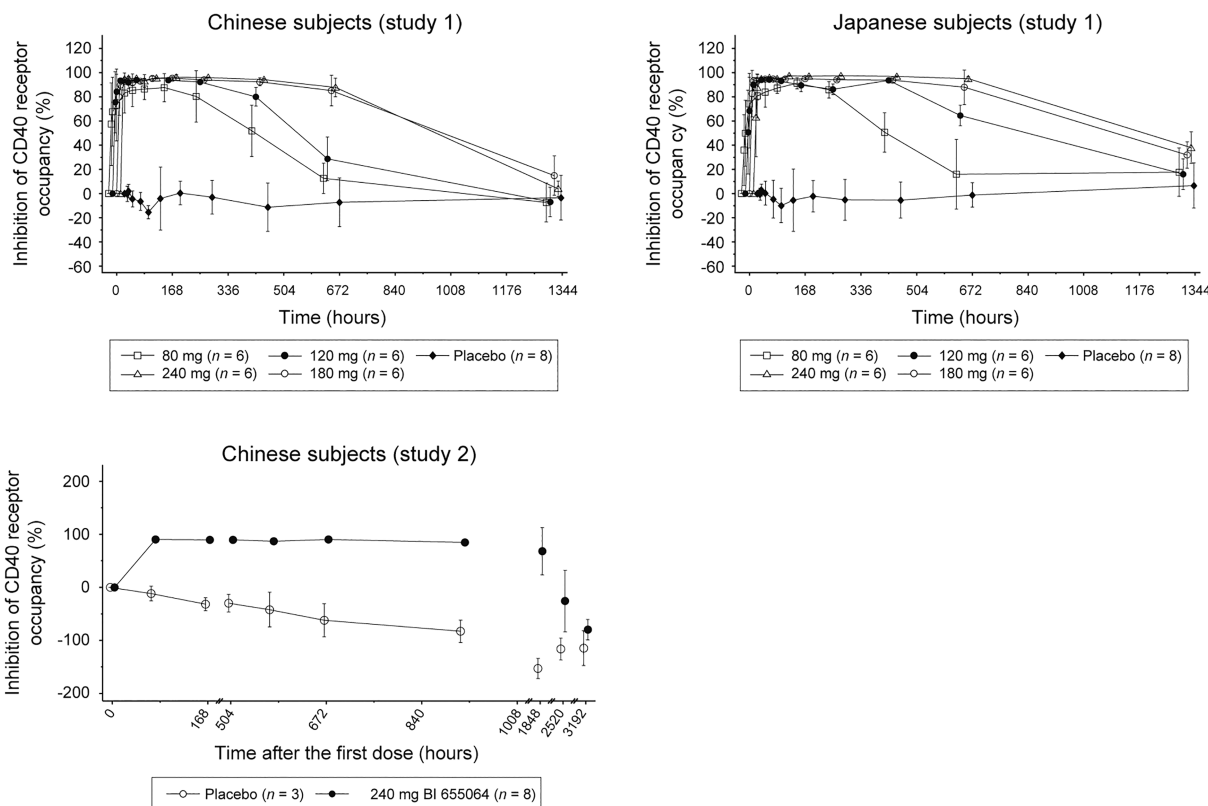 Chinese subjects (study 1)
Inhibition of CD40 receptor
occupancy (%)
120
100
80
60
40
20
0
-20
-40
-60
0 168 336 504 672 840 1008 1176 1344
Time (hours)
80 mg (n = 6) 120 mg (n = 6) Placebo (n = 8)
240 mg (n = 6) 180 mg (n = 6)
Japanese subjects (study 1)
Inhibition of CD40 receptor
occupan cy (%)
120
100
80
60
40
20
0
-20
-40
-60
0 168 336 504 672 840 1008 1176 1344
Time (hours)
80 mg (n = 6) 120 mg (n = 6) Placebo (n = 8)
240 mg (n = 6) 180 mg (n = 6)
Chinese subjects (study 2)
Inhibition of CD40 receptor
occupancy (%)
200
100
0
-100
-200
0 168 504 672 840 1008 1848 2520 3192
Time after the first dose (hours)
Placebo (n = 3) 240 mg BI 655064 (n = 8)